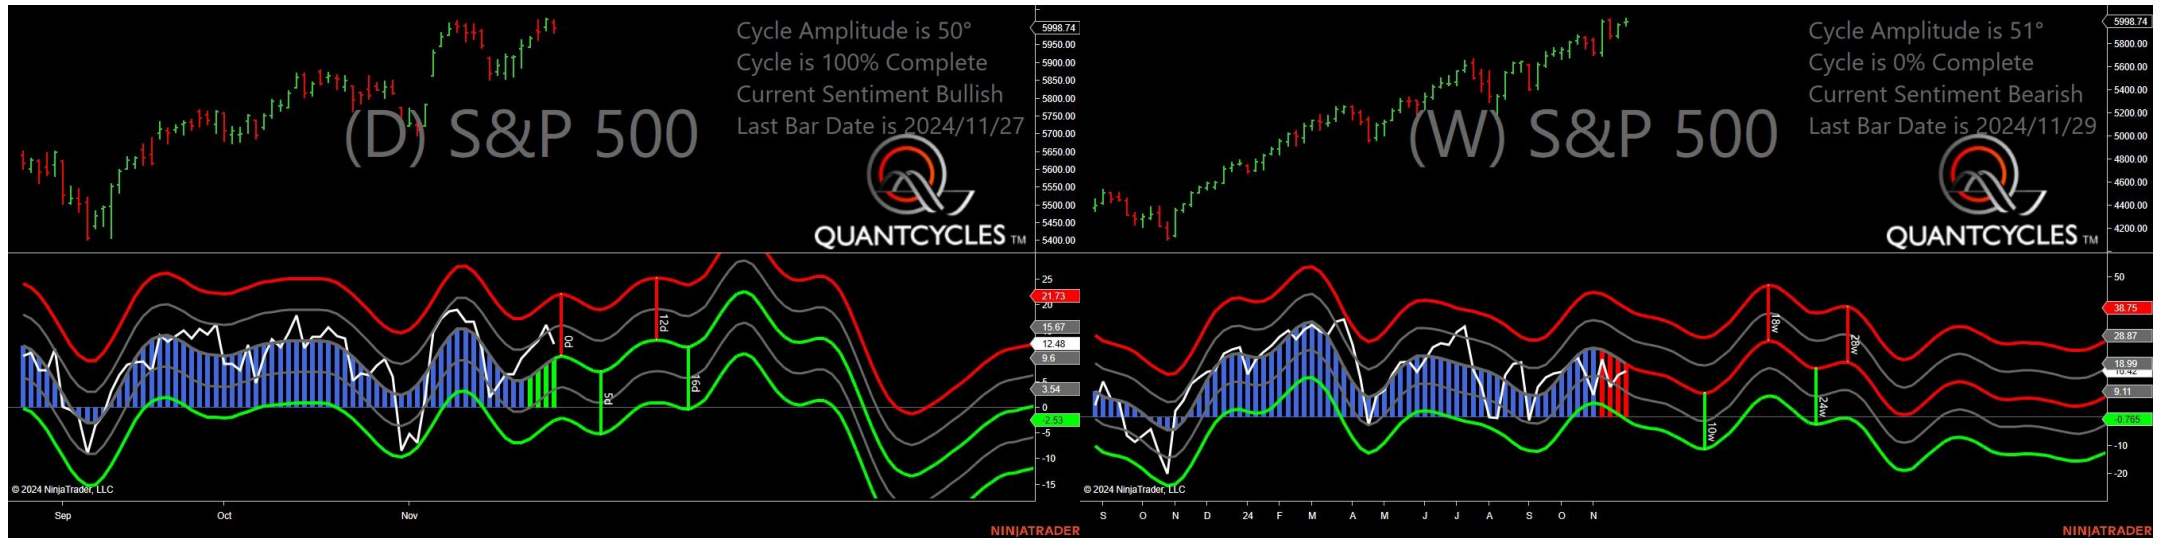 Cycle Amplitude is 50°
Cycle is 100% Complete
Current Sentiment Bullish
Last Bar Date is 2024/11/27
(D) S&P 500
QUANTCYCLES TM
5998.74
5950.00
5900.00
5850.00
5800.00
5750.00
5700.00
5650.00
5600.00
5550.00
5500.00
5450.00
5400.00
0d
5d
12d
16d
25
21.73
20
15.67
12.48
9.6
5
3.54
0
-2.53
-5
-10
-15
© 2024 NinjaTrader, LLC
Sep Oct Nov
NINJATRADER
Cycle Amplitude is 51°
Cycle is 0% Complete
Current Sentiment Bearish
Last Bar Date is 2024/11/29
(W) S&P 500
QUANTCYCLES TM
5998.74
5800.00
5600.00
5400.00
5200.00
5000.00
4800.00
4600.00
4400.00
4200.00
10w
18w
24w
28w
50
38.75
28.87
18.99
10.42
9.11
-0.765
-10
-20
© 2024 NinjaTrader, LLC
S O N D 24 F M A M J J A S O N
NINJATRADER